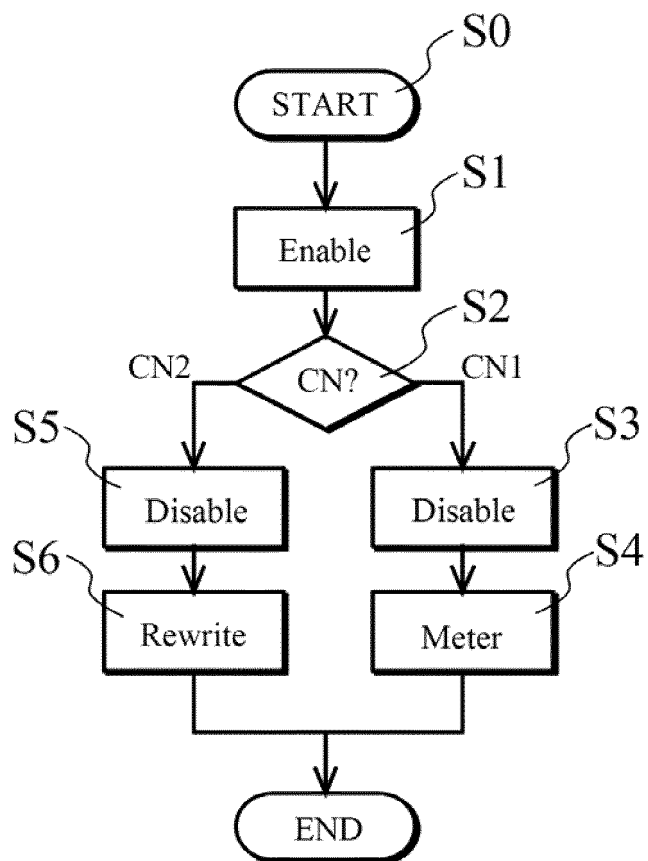 S0
START
S1
Enable
S2
CN2
CN?
CN1
S5
S3
Disable
Disable
S6
S4
Rewrite
Meter
END